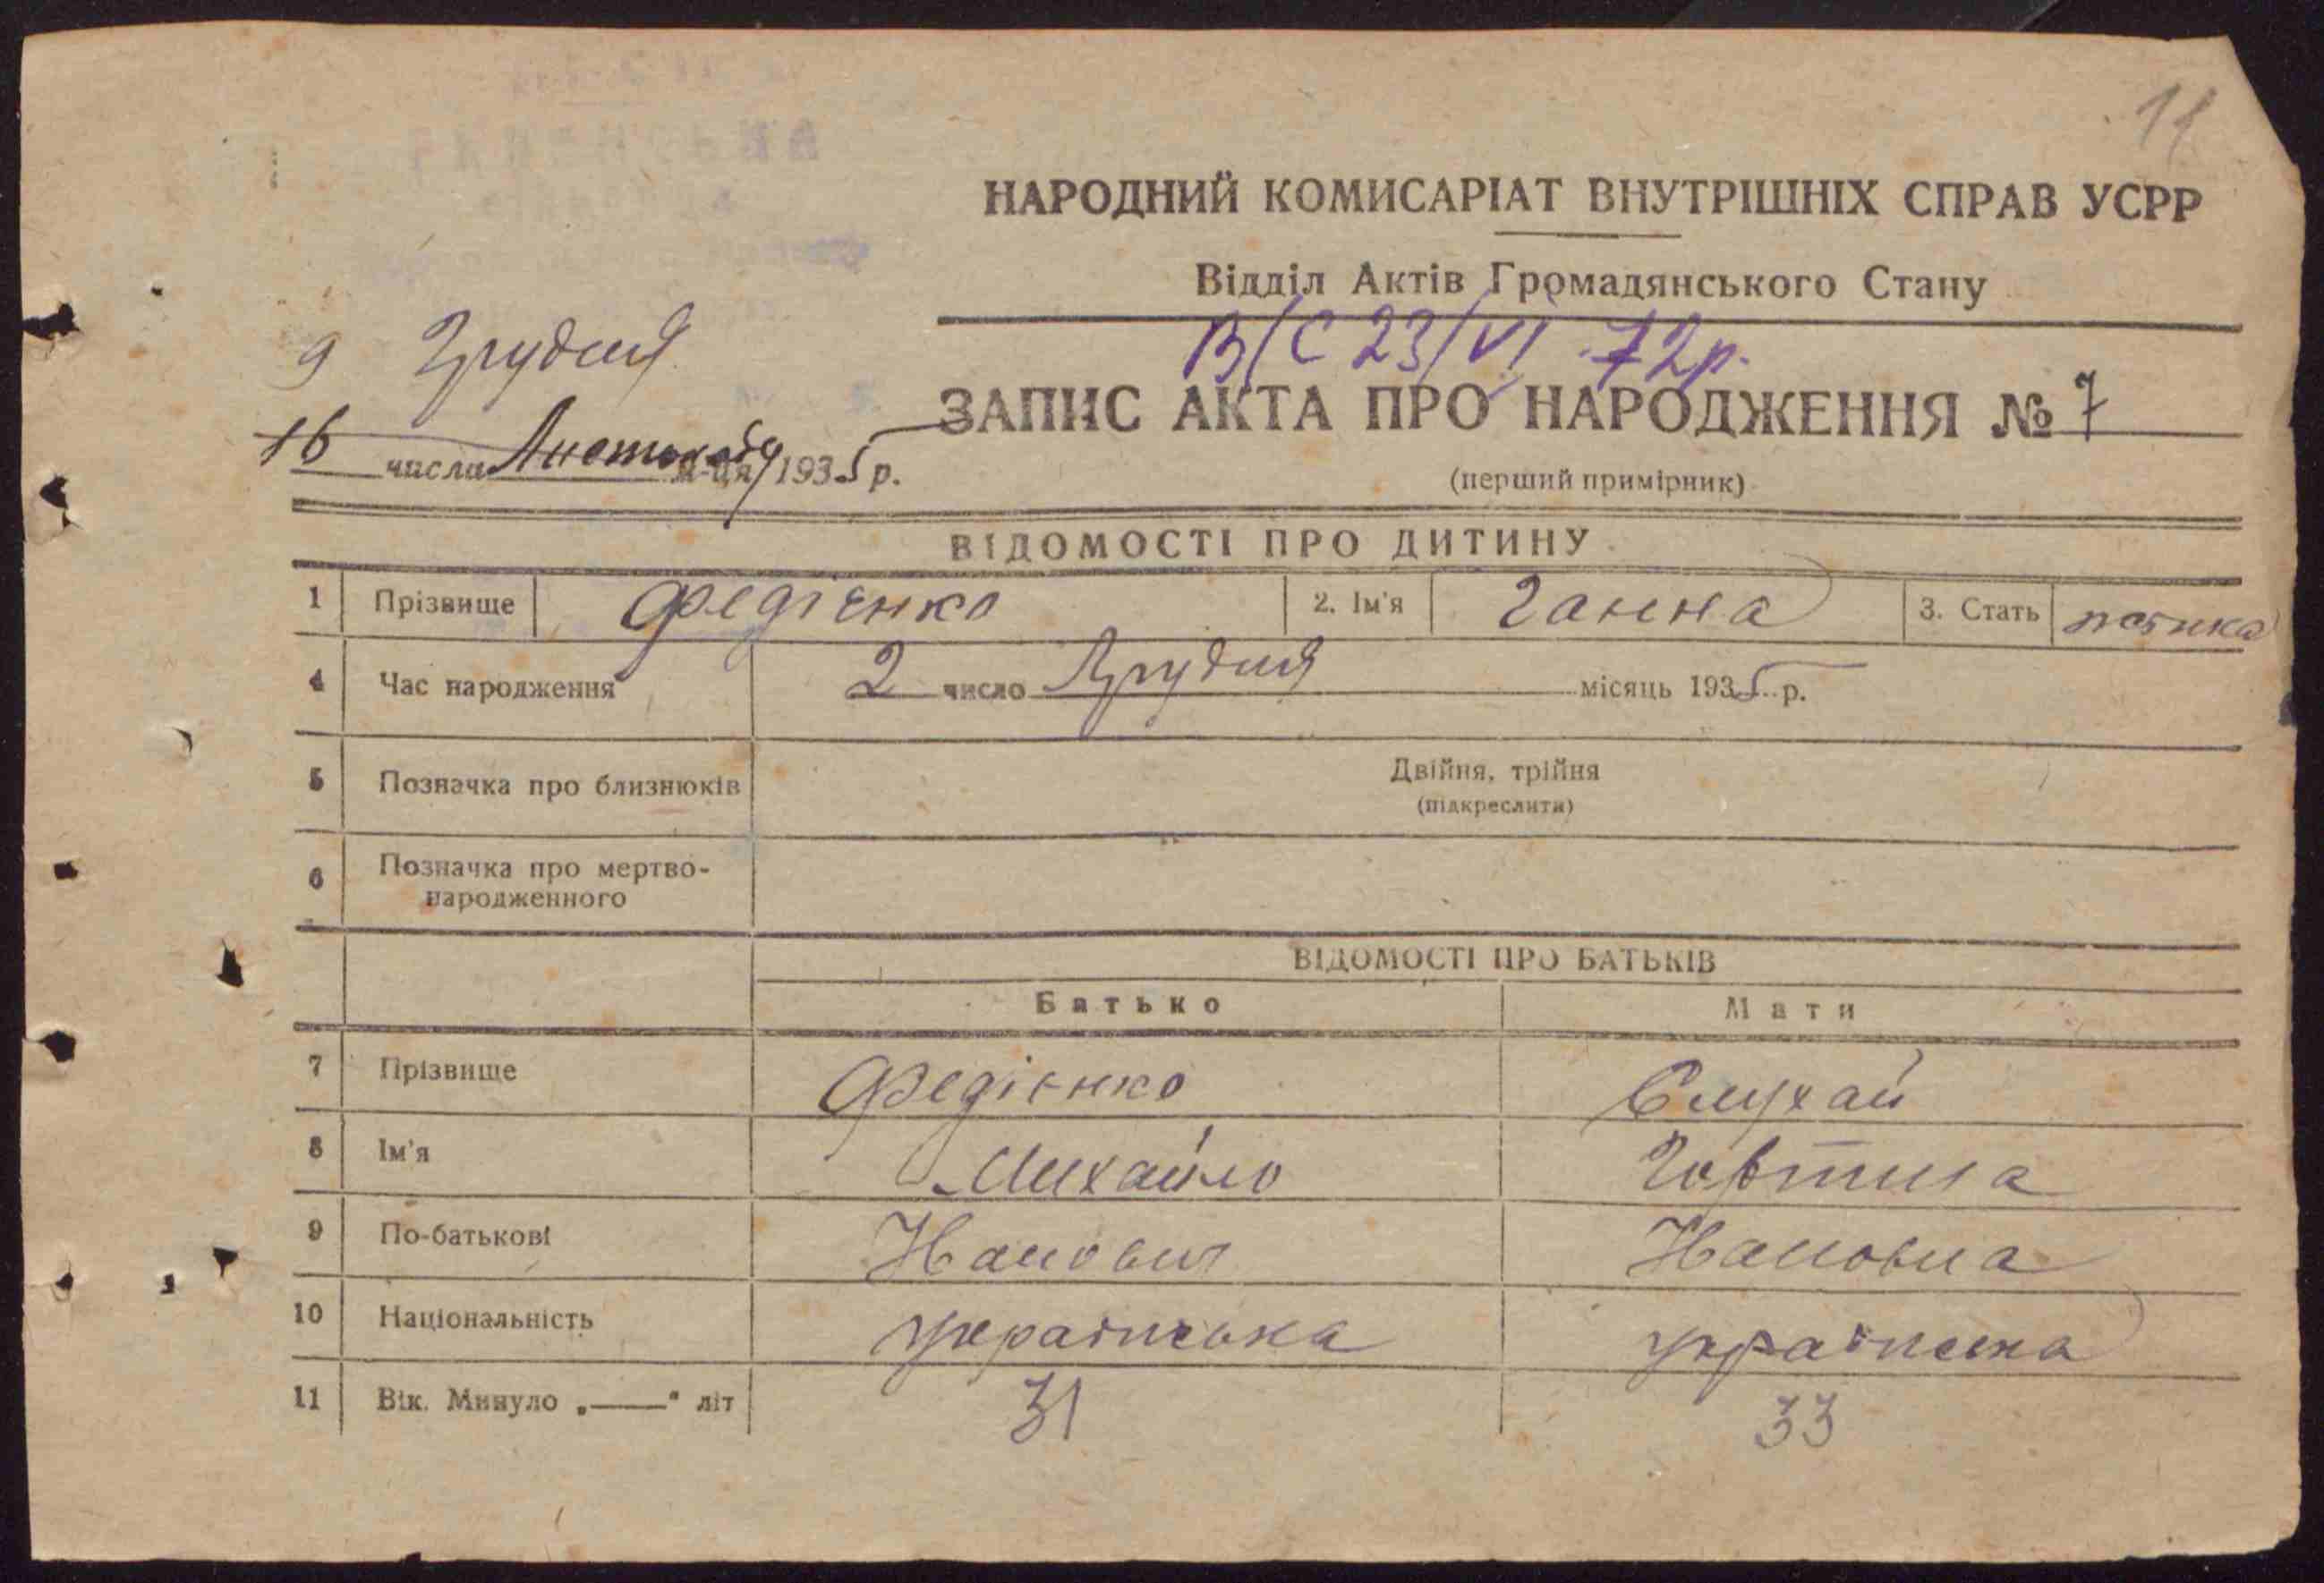 НАРОДНИЙ КОМИСАРІАТ ВНУТРІШНІХ СПРАВ УСРР
Відділ Актів Громадянського Стану
В/С 23/VI 72р.
9 Грудня
16 числа Листопада м-ця 1935 р.
ЗАПИС АКТА ПРО НАРОДЖЕННЯ № 7
(перший примірник)
ВІДОМОСТІ ПРО ДИТИНУ
1 Прізвище Федієнко 2. Ім'я Ганна 3. Стать
4 Час народження 2 число Грудня місяць 1935 р.
5 Позначка про близнюків Двійня, трійня
(підкреслити)
6 Позначка про мертво-
народженного
ВІДОМОСТІ ПРО БАТЬКІВ
Батько Мати
7 Прізвище Федієнко Слухай
8 Ім'я Михайло
9 По-батькові
10 Національність українська українська
11 Вік. Минуло „——" літ 31 33